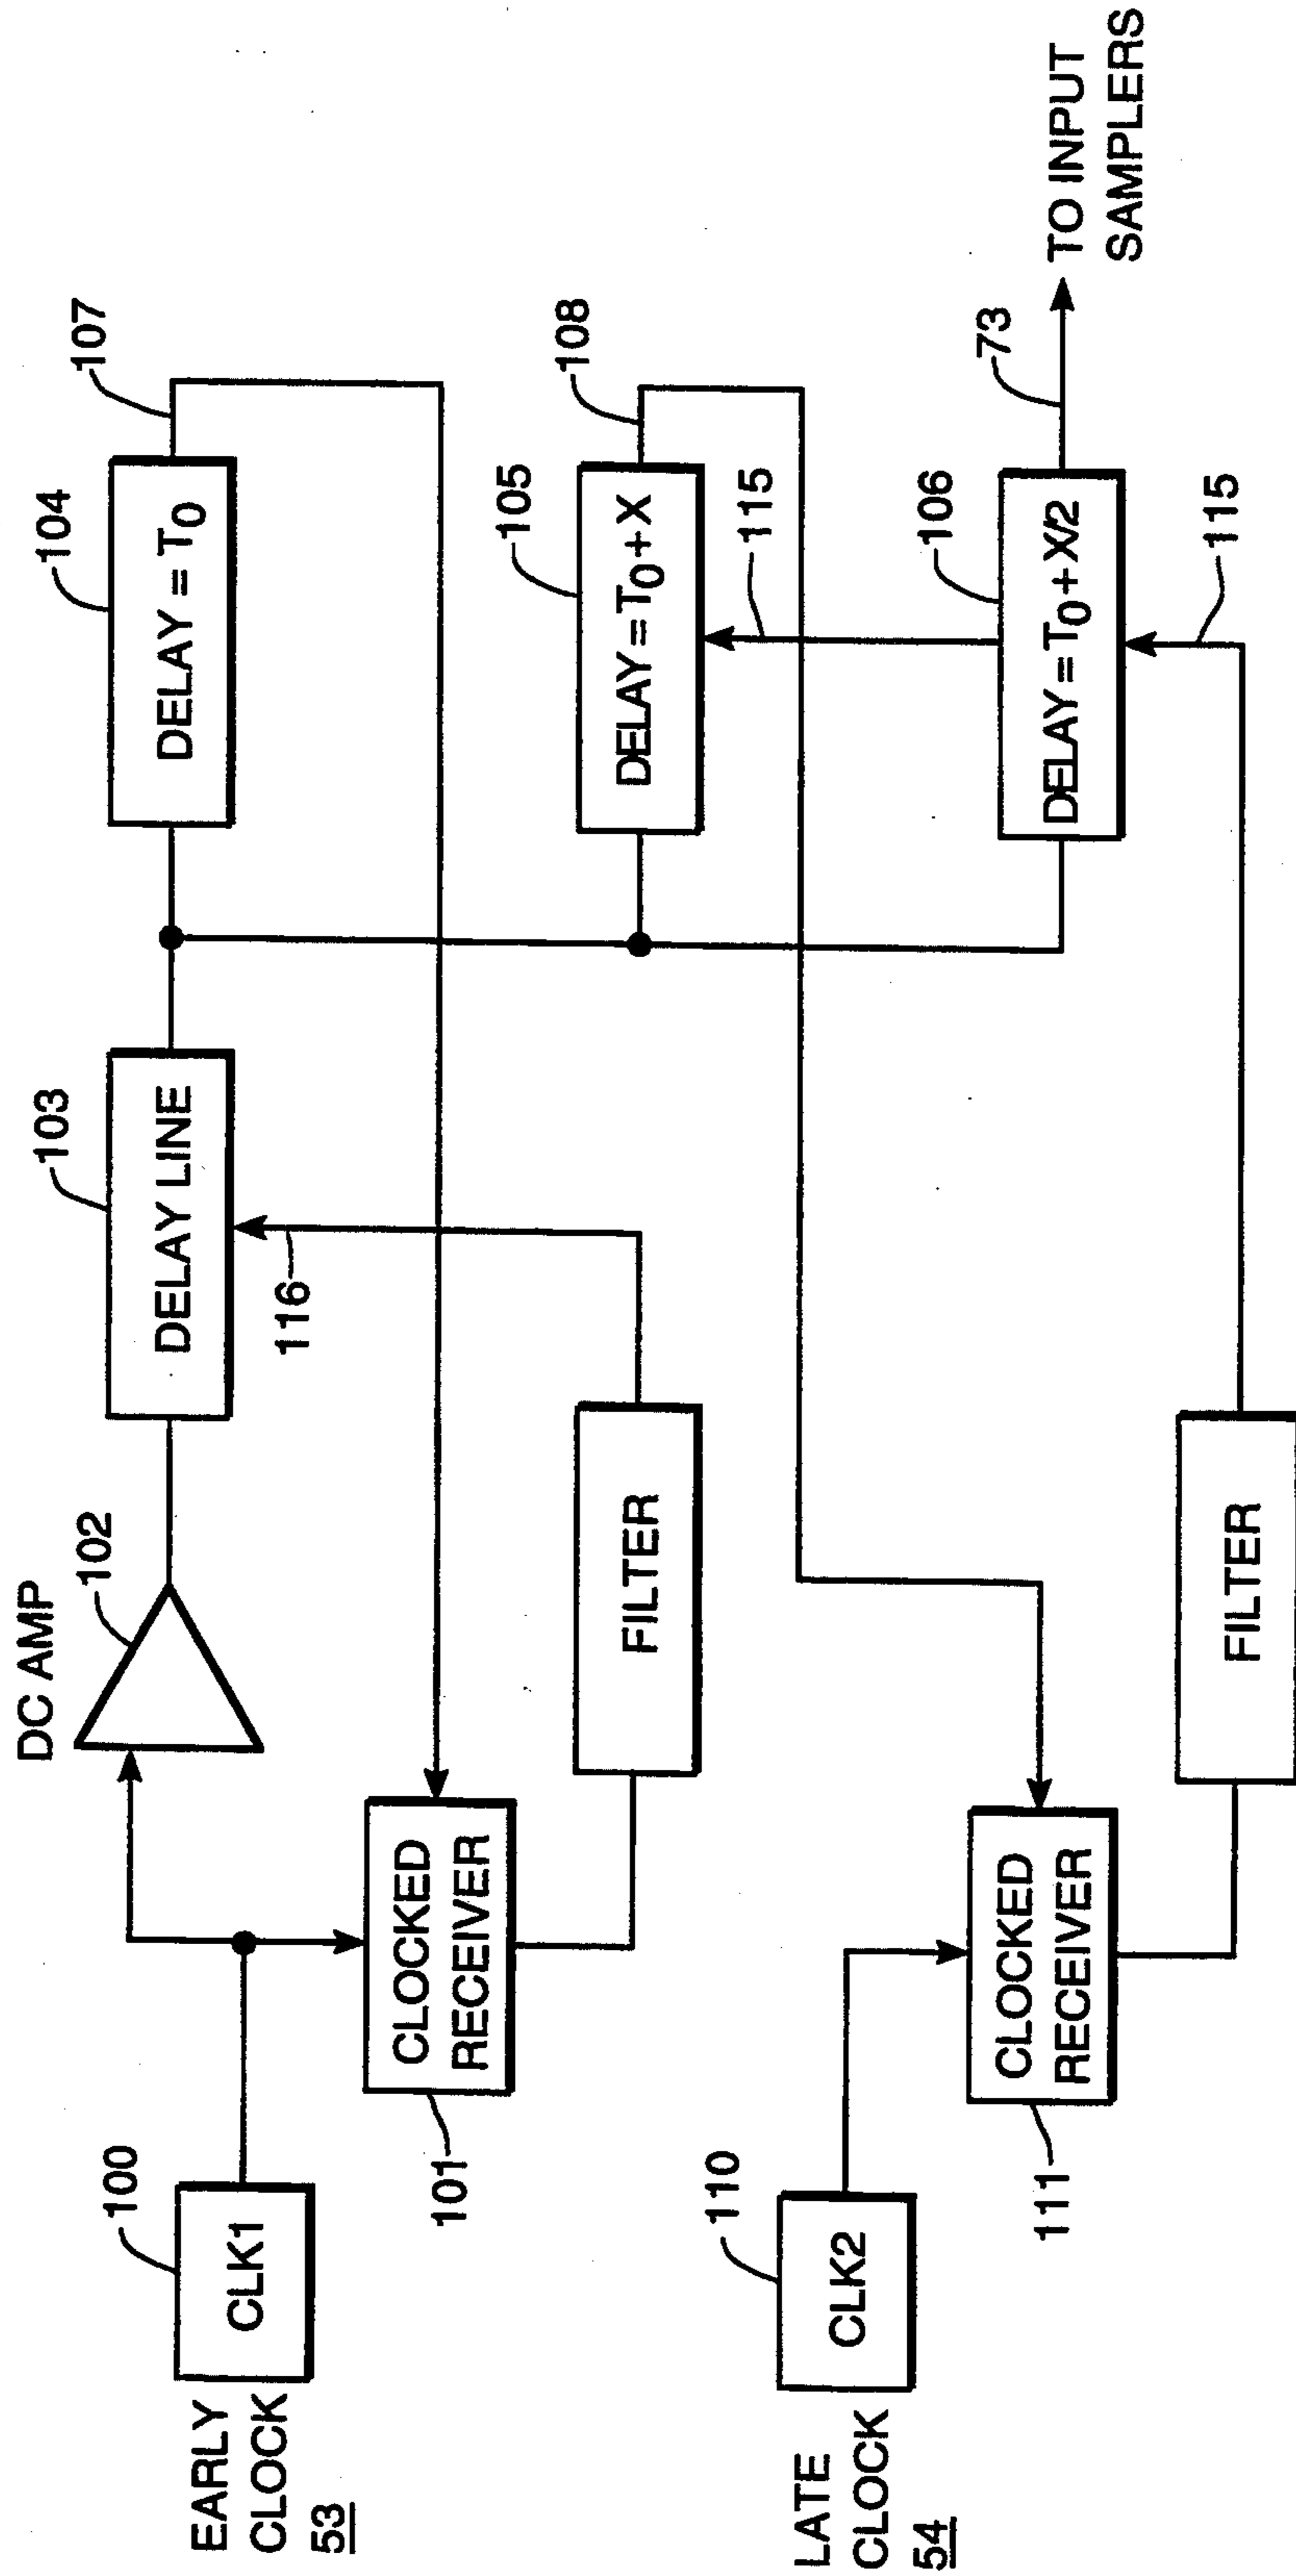 EARLY
CLOCK
53
100
CLK1
101
CLOCKED
RECEIVER
DC AMP
102
FILTER
103
DELAY LINE
116
104
DELAY = T0
107
105
DELAY = T0 + X
108
115
106
DELAY = T0 + X/2
115
73
TO INPUT
SAMPLERS
LATE
CLOCK
54
110
CLK2
111
CLOCKED
RECEIVER
FILTER